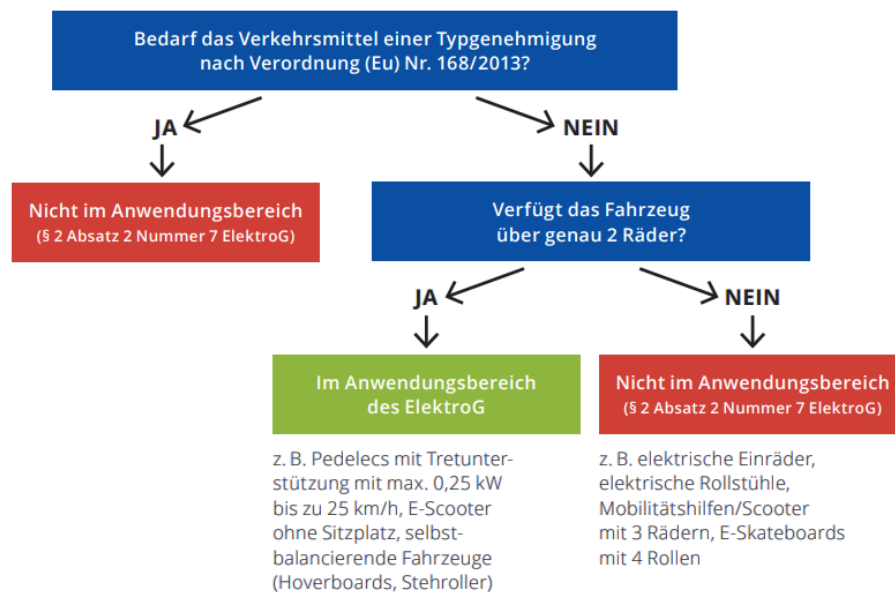 Bedarf das Verkehrsmittel einer Typgenehmigung
nach Verordnung (Eu) Nr. 168/2013?
JA
NEIN
Nicht im Anwendungsbereich
(§ 2 Absatz 2 Nummer 7 ElektroG)
Verfügt das Fahrzeug
über genau 2 Räder?
JA
NEIN
Im Anwendungsbereich
des ElektroG
Nicht im Anwendungsbereich
(§ 2 Absatz 2 Nummer 7 ElektroG)
z. B. Pedelecs mit Tretunter-
stützung mit max. 0,25 kW
bis zu 25 km/h, E-Scooter
ohne Sitzplatz, selbst-
balancierende Fahrzeuge
(Hoverboards, Stehroller)
z. B. elektrische Einräder,
elektrische Rollstühle,
Mobilitätshilfen/Scooter
mit 3 Rädern, E-Skateboards
mit 4 Rollen